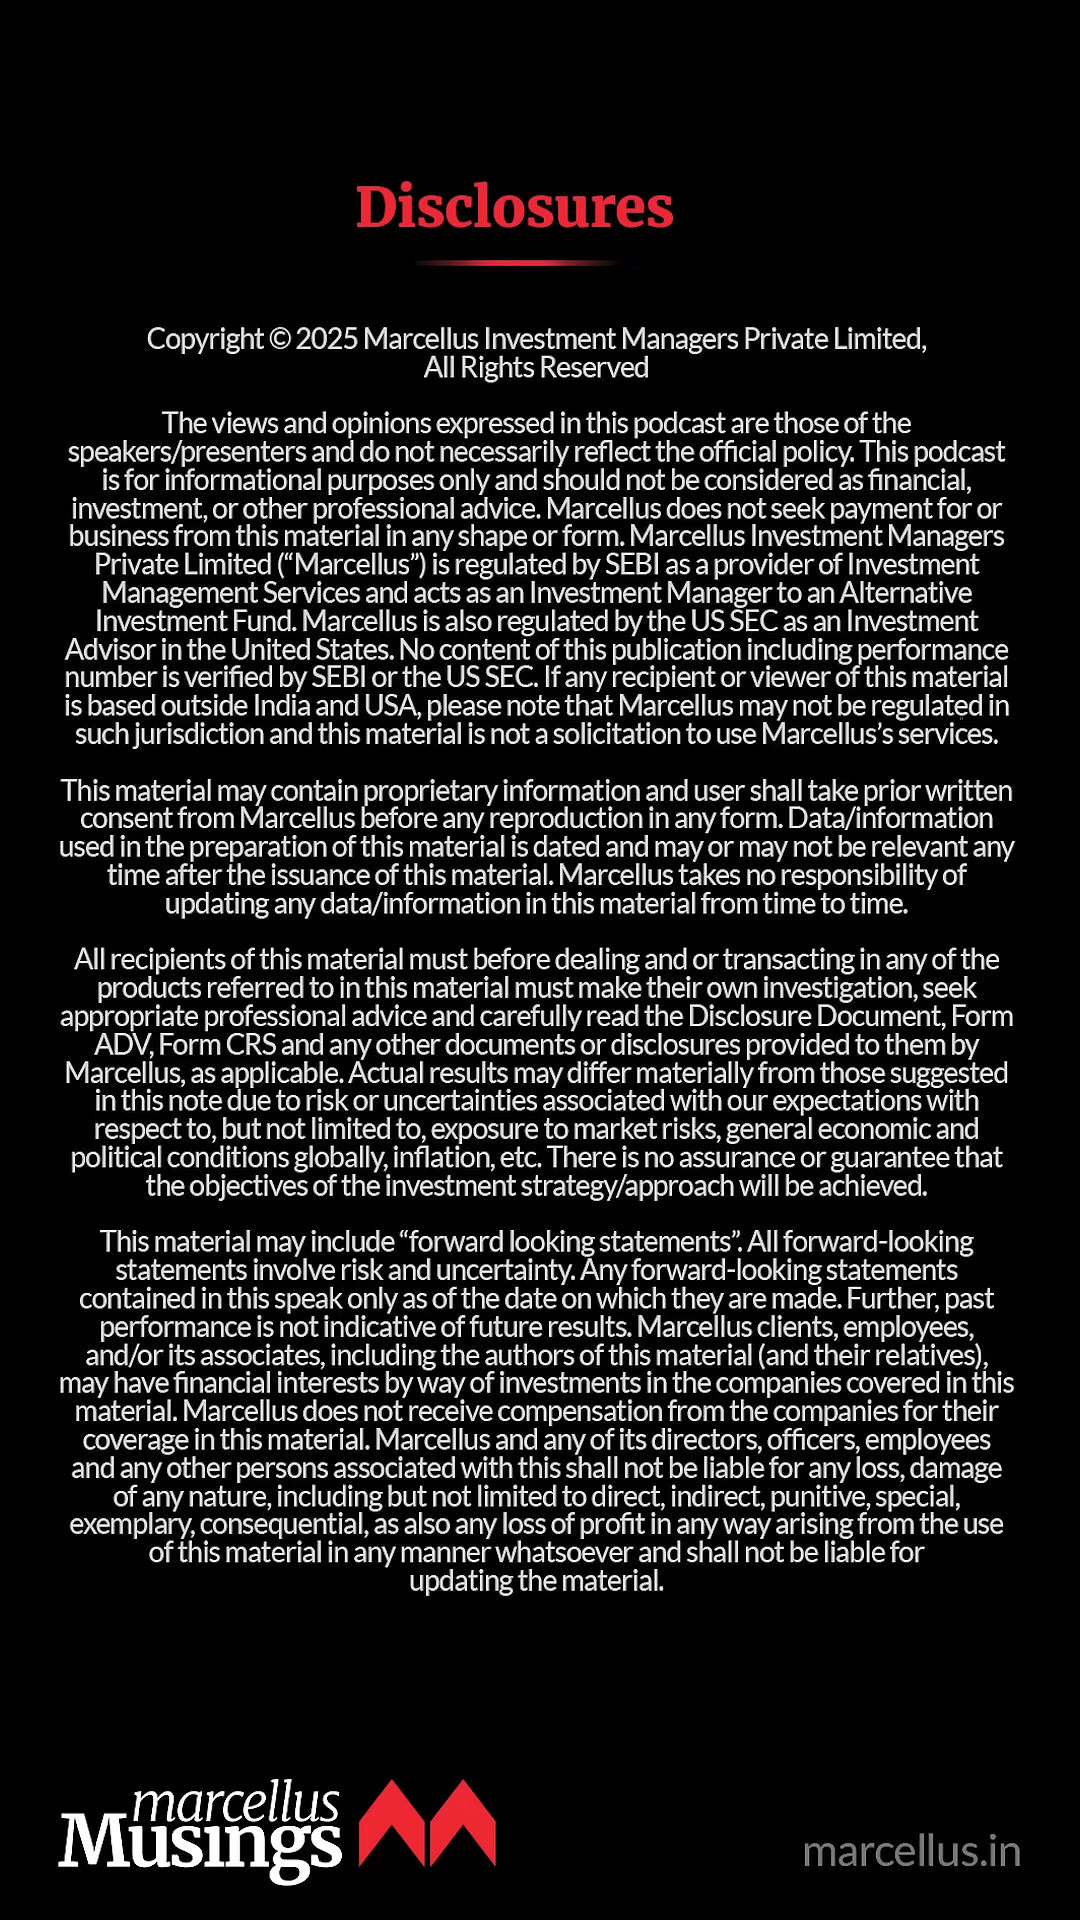 Disclosures
Copyright © 2025 Marcellus Investment Managers Private Limited,
All Rights Reserved
The views and opinions expressed in this podcast are those of the
speakers/presenters and do not necessarily reflect the official policy. This podcast
is for informational purposes only and should not be considered as financial,
investment, or other professional advice. Marcellus does not seek payment for or
business from this material in any shape or form. Marcellus Investment Managers
Private Limited (“Marcellus”) is regulated by SEBI as a provider of Investment
Management Services and acts as an Investment Manager to an Alternative
Investment Fund. Marcellus is also regulated by the US SEC as an Investment
Advisor in the United States. No content of this publication including performance
number is verified by SEBI or the US SEC. If any recipient or viewer of this material
is based outside India and USA, please note that Marcellus may not be regulated in
such jurisdiction and this material is not a solicitation to use Marcellus’s services.
This material may contain proprietary information and user shall take prior written
consent from Marcellus before any reproduction in any form. Data/information
used in the preparation of this material is dated and may or may not be relevant any
time after the issuance of this material. Marcellus takes no responsibility of
updating any data/information in this material from time to time.
All recipients of this material must before dealing and or transacting in any of the
products referred to in this material must make their own investigation, seek
appropriate professional advice and carefully read the Disclosure Document, Form
ADV, Form CRS and any other documents or disclosures provided to them by
Marcellus, as applicable. Actual results may differ materially from those suggested
in this note due to risk or uncertainties associated with our expectations with
respect to, but not limited to, exposure to market risks, general economic and
political conditions globally, inflation, etc. There is no assurance or guarantee that
the objectives of the investment strategy/approach will be achieved.
This material may include “forward looking statements”. All forward-looking
statements involve risk and uncertainty. Any forward-looking statements
contained in this speak only as of the date on which they are made. Further, past
performance is not indicative of future results. Marcellus clients, employees,
and/or its associates, including the authors of this material (and their relatives),
may have financial interests by way of investments in the companies covered in this
material. Marcellus does not receive compensation from the companies for their
coverage in this material. Marcellus and any of its directors, officers, employees
and any other persons associated with this shall not be liable for any loss, damage
of any nature, including but not limited to direct, indirect, punitive, special,
exemplary, consequential, as also any loss of profit in any way arising from the use
of this material in any manner whatsoever and shall not be liable for
updating the material.
marcellus
Musings
marcellus.in